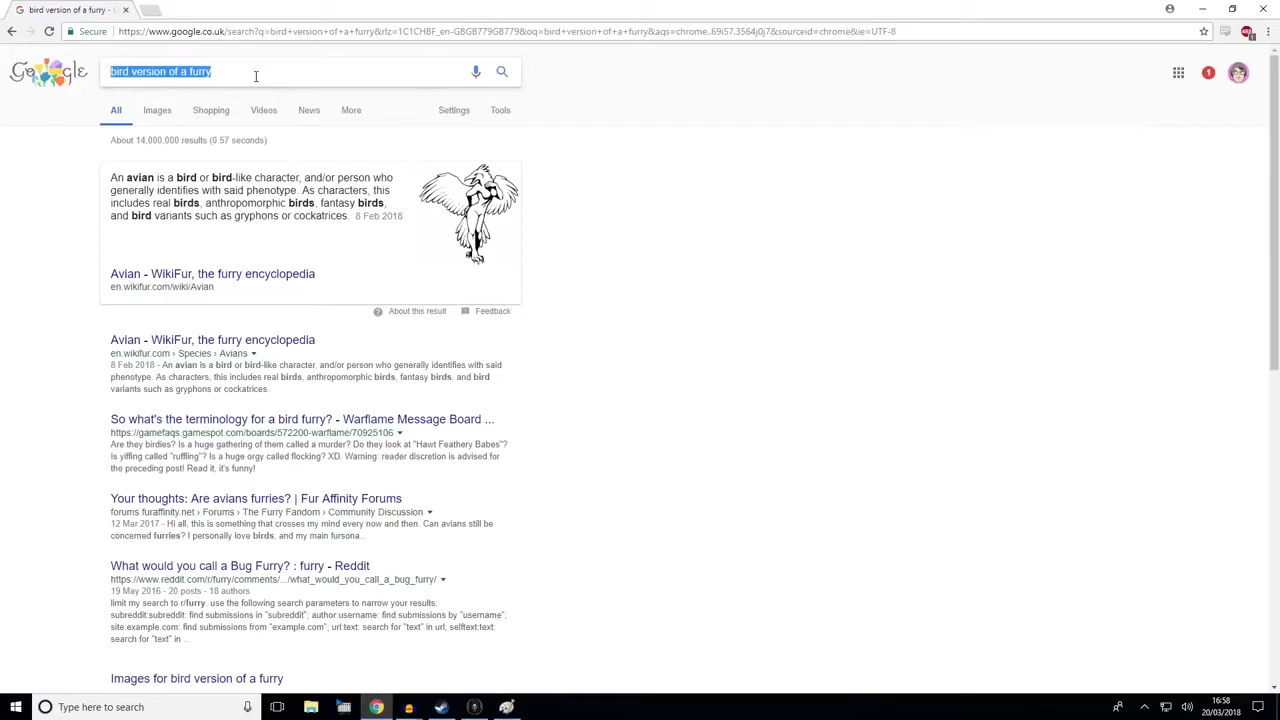 bird version of a furry -
Secure
https://www.google.co.uk/search?q=bird+version+of+a+furry&rlz=1C1CHBF_en-GBGB779GB779&oq=bird+version+of+a+furry&aqs=chrome..69i57.3564j0j7&sourceid=chrome&ie=UTF-8
bird version of a furry
1
All Images Shopping Videos News More Settings Tools
About 14,000,000 results (0.57 seconds)
An avian is a bird or bird-like character, and/or person who
generally identifies with said phenotype. As characters, this
includes real birds, anthropomorphic birds, fantasy birds,
and bird variants such as gryphons or cockatrices. 8 Feb 2018
Avian - WikiFur, the furry encyclopedia
en.wikifur.com/wiki/Avian
About this result Feedback
Avian - WikiFur, the furry encyclopedia
en.wikifur.com › Species › Avians
8 Feb 2018 - An avian is a bird or bird-like character, and/or person who generally identifies with said
phenotype. As characters, this includes real birds, anthropomorphic birds, fantasy birds, and bird
variants such as gryphons or cockatrices.
So what's the terminology for a bird furry? - Warflame Message Board ...
https://gamefaqs.gamespot.com/boards/572200-warflame/70925106
Are they birdies? Is a huge gathering of them called a murder? Do they look at "Hawt Feathery Babes"?
Is yiffing called "ruffling"? Is a huge orgy called flocking? XD. Warning: reader discretion is advised for
the preceding post! Read it, it's funny!
Your thoughts: Are avians furries? | Fur Affinity Forums
forums.furaffinity.net › Forums › The Furry Fandom › Community Discussion
12 Mar 2017 - Hi all, this is something that crosses my mind every now and then. Can avians still be
concerned furries? I personally love birds, and my main fursona...
What would you call a Bug Furry? : furry - Reddit
https://www.reddit.com/r/furry/comments/.../what_would_you_call_a_bug_furry/
19 May 2016 - 20 posts - 18 authors
limit my search to r/furry. use the following search parameters to narrow your results:
subreddit:subreddit: find submissions in "subreddit"; author:username: find submissions by "username";
site:example.com: find submissions from "example.com"; url:text: search for "text" in url; selftext:text:
search for "text" in ...
Images for bird version of a furry
Type here to search
16:58
20/03/2018